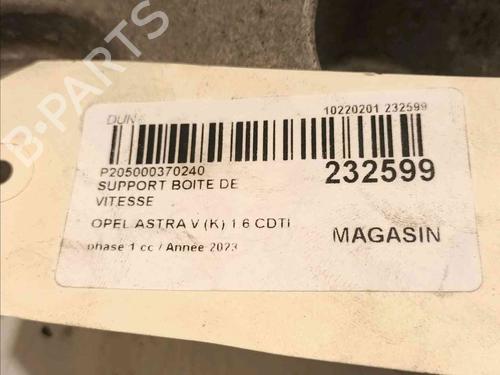 DUN
10220201 232599
P205000370240
SUPPORT BOITE DE
VITESSE
232599
OPEL ASTRA V (K) 1.6 CDTI
MAGASIN
phase 1 cc / Année 2023
B-PARTS